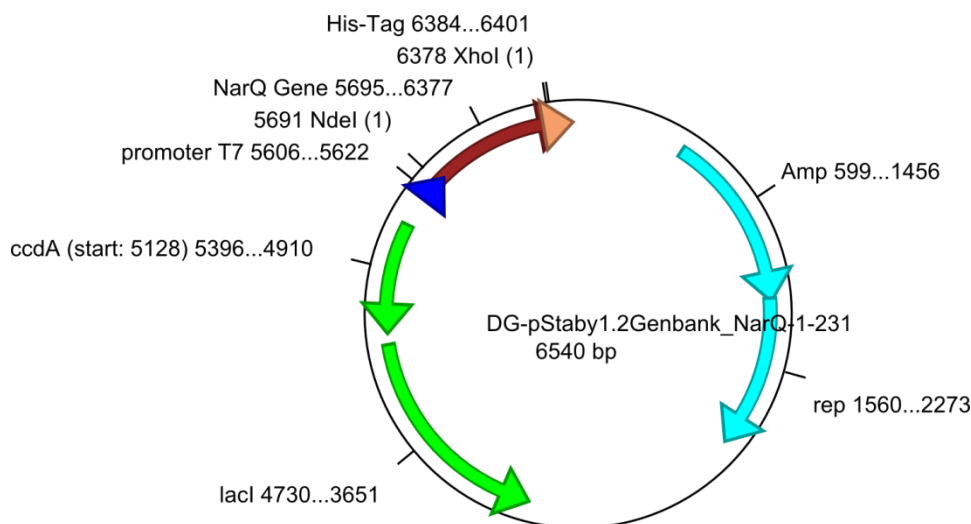 His-Tag 6384...6401
6378 XhoI (1)
NarQ Gene 5695...6377
5691 NdeI (1)
promoter T7 5606...5622
Amp 599...1456
ccdA (start: 5128) 5396...4910
DG-pStaby1.2Genbank_NarQ-1-231
6540 bp
rep 1560...2273
lacI 4730...3651